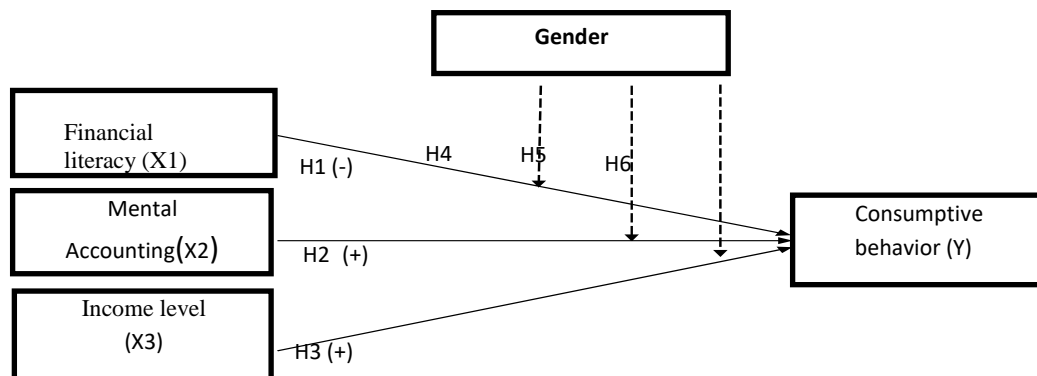 Gender
Financial
literacy (X1)
H1 (-)
H4
H5
H6
Mental
Accounting(X2)
H2 (+)
Consumptive
behavior (Y)
Income level
(X3)
H3 (+)